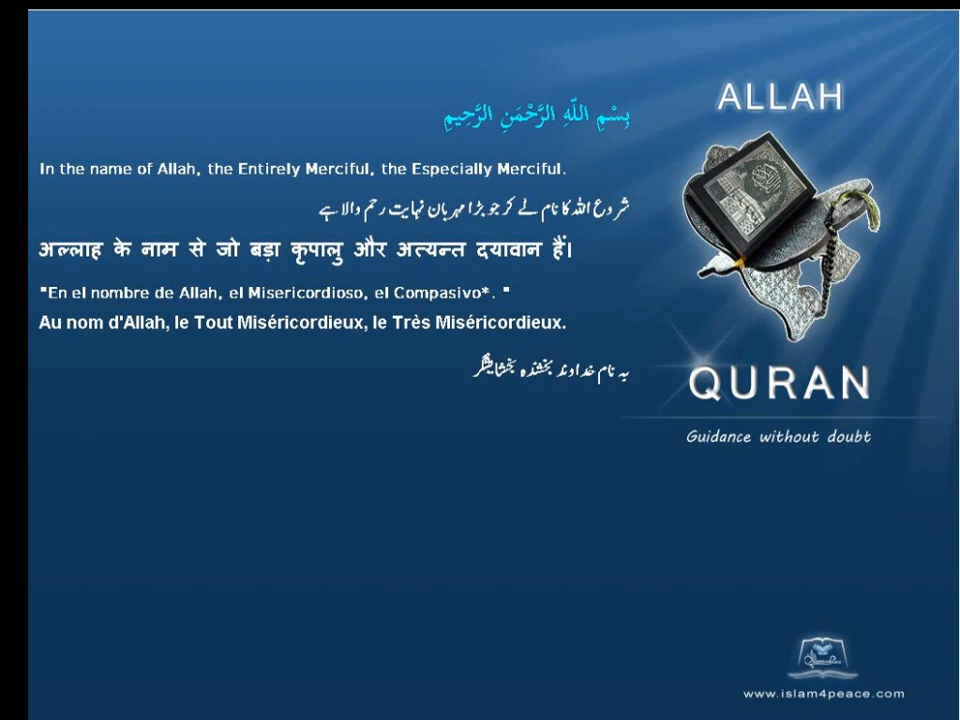 بِسْمِ اللّهِ الرَّحْمَنِ الرَّحِيمِ
In the name of Allah, the Entirely Merciful, the Especially Merciful.
شروع اللہ کا نام لے کر جو بڑا مہربان نہایت رحم والا ہے
अल्लाह के नाम से जो बड़ा कृपालु और अत्यन्त दयावान हैं।
"En el nombre de Allah, el Misericordioso, el Compasivo*. "
Au nom d'Allah, le Tout Miséricordieux, le Très Miséricordieux.
به نام خداوند بخشنده بخشایشگر
ALLAH
QURAN
Guidance without doubt
www.islam4peace.com